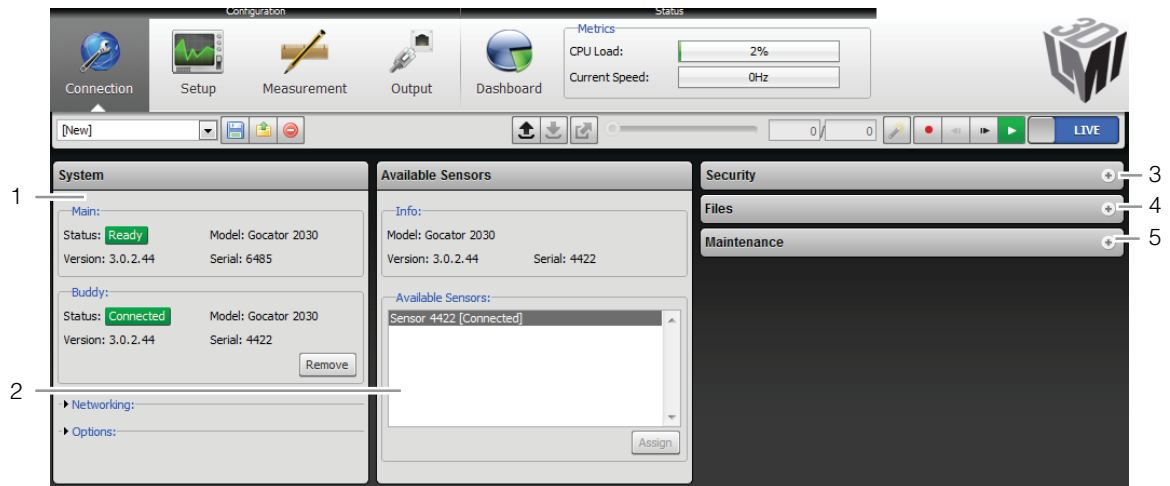 Configuration
Status
Connection
Setup
Measurement
Output
Dashboard
Metrics
CPU Load:
2%
Current Speed:
0Hz
3D
LMI
[New]
0/
0
LIVE
System
1
Main:
Status: Ready
Model: Gocator 2030
Version: 3.0.2.44
Serial: 6485
Buddy:
Status: Connected
Model: Gocator 2030
Version: 3.0.2.44
Serial: 4422
Remove
2
Networking:
Options:
Available Sensors
Info:
Model: Gocator 2030
Version: 3.0.2.44
Serial: 4422
Available Sensors:
Sensor 4422 [Connected]
Assign
Security
3
Files
4
Maintenance
5